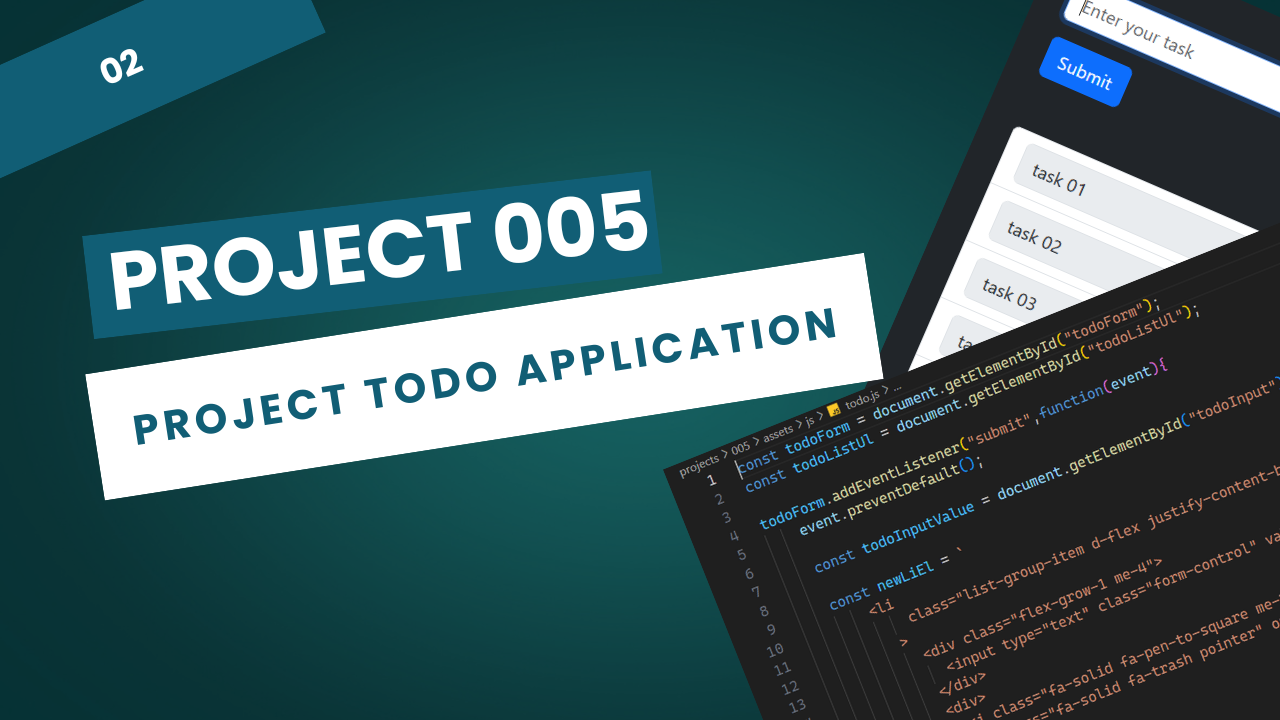 02
PROJECT 005
PROJECT TODO APPLICATION
Enter your task
Submit
task 01
task 02
task 03
projects > 005 > assets > js > todo.js > ...
1 const todoForm = document.getElementById("todoForm");
2 const todoListUl = document.getElementById("todoListUl");
3
4 todoForm.addEventListener("submit",function(event){
5 event.preventDefault();
6
7 const todoInputValue = document.getElementById("todoInput")
8
9 const newLiEl = `
10 <li
11 class="list-group-item d-flex justify-content-b
12 >
13 <div class="flex-grow-1 me-4">
<input type="text" class="form-control" va
</div>
<div>
class="fa-solid fa-pen-to-square me-
class="fa-solid fa-trash pointer" o